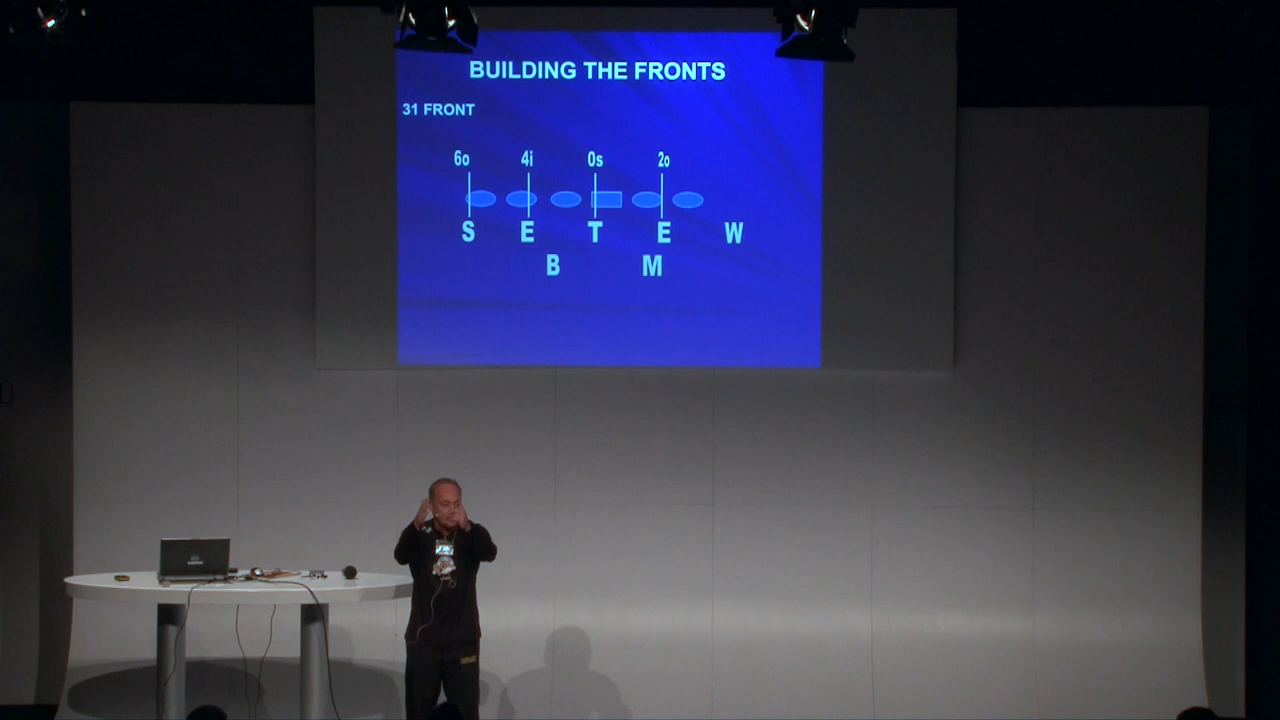 BUILDING THE FRONTS
31 FRONT
6o 4i 0s 2o
S E T E W
B M